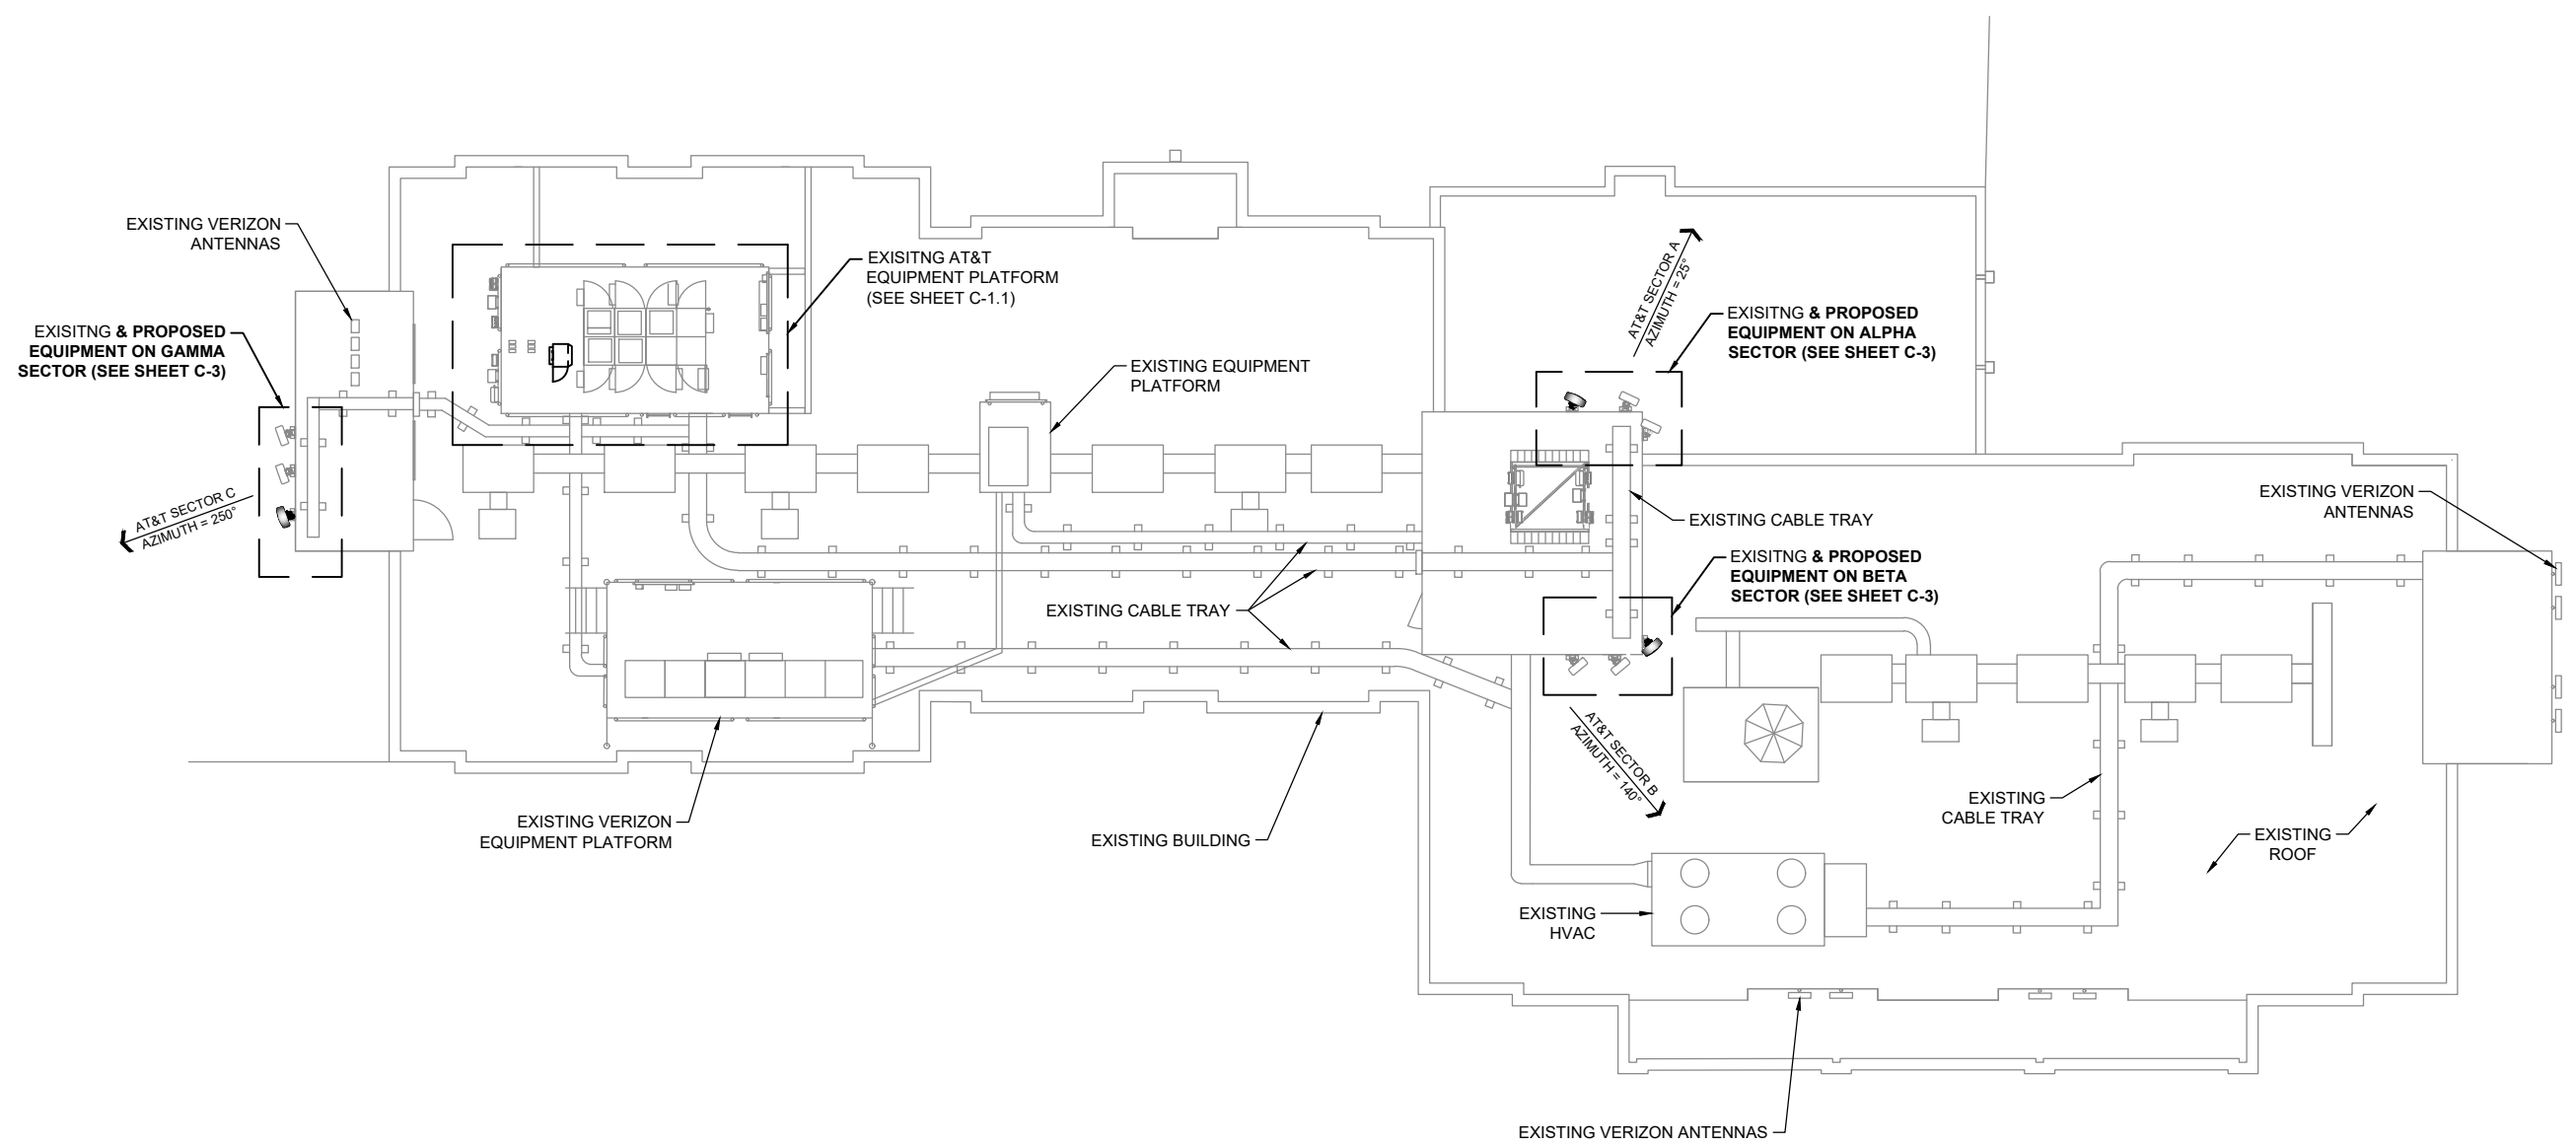 EXISTING VERIZON
ANTENNAS
EXISITNG & PROPOSED
EQUIPMENT ON GAMMA
SECTOR (SEE SHEET C-3)
AT&T SECTOR C
AZIMUTH = 250°
EXISITNG AT&T
EQUIPMENT PLATFORM
(SEE SHEET C-1.1)
EXISTING EQUIPMENT
PLATFORM
AT&T SECTOR A
AZIMUTH = 25°
EXISITNG & PROPOSED
EQUIPMENT ON ALPHA
SECTOR (SEE SHEET C-3)
EXISTING CABLE TRAY
EXISTING VERIZON
ANTENNAS
EXISITNG & PROPOSED
EQUIPMENT ON BETA
SECTOR (SEE SHEET C-3)
EXISTING CABLE TRAY
AT&T SECTOR B
AZIMUTH = 140°
EXISTING VERIZON
EQUIPMENT PLATFORM
EXISTING BUILDING
EXISTING
CABLE TRAY
EXISTING
ROOF
EXISTING
HVAC
EXISTING VERIZON ANTENNAS